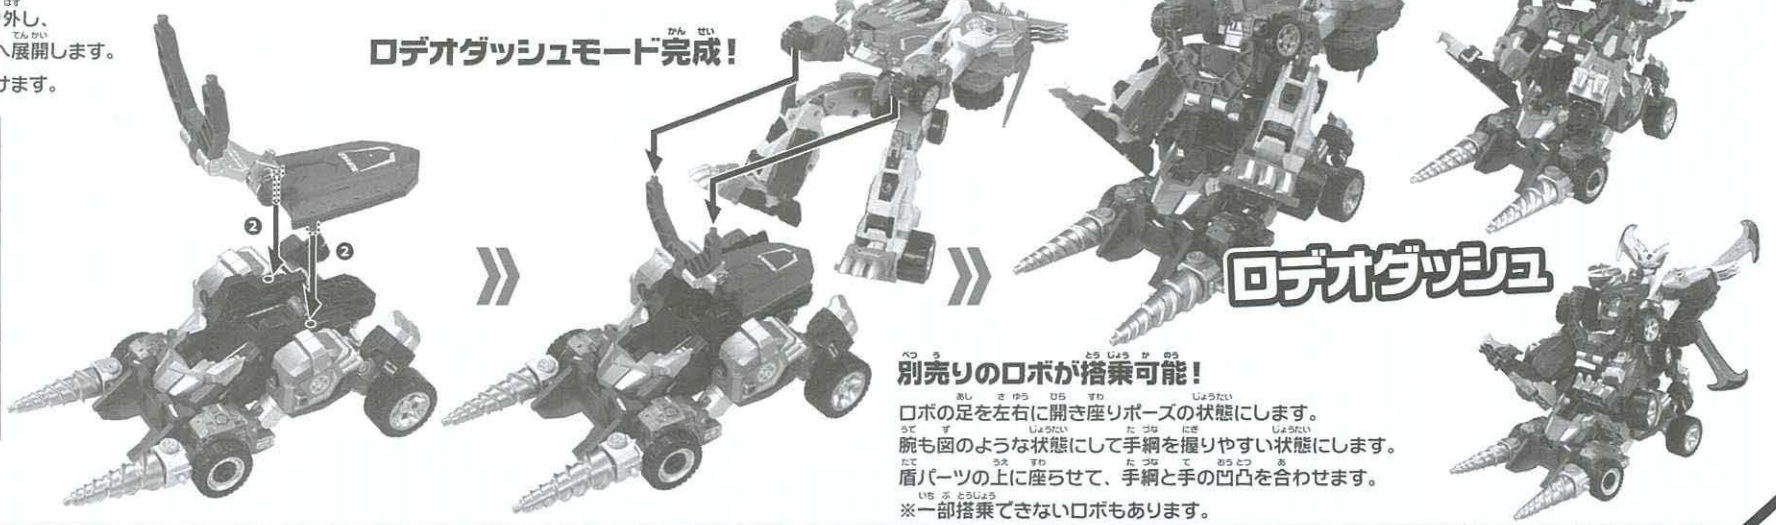 外し、
へ展開します。
けます。
ロデオダッシュモード完成！
❷
❷
ロデオダッシュ
別売りのロボが搭乗可能！
ロボの足を左右に開き座りポーズの状態にします。
腕も図のような状態にして手綱を握りやすい状態にします。
盾パーツの上に座らせて、手綱と手の凹凸を合わせます。
※一部搭乗できないロボもあります。